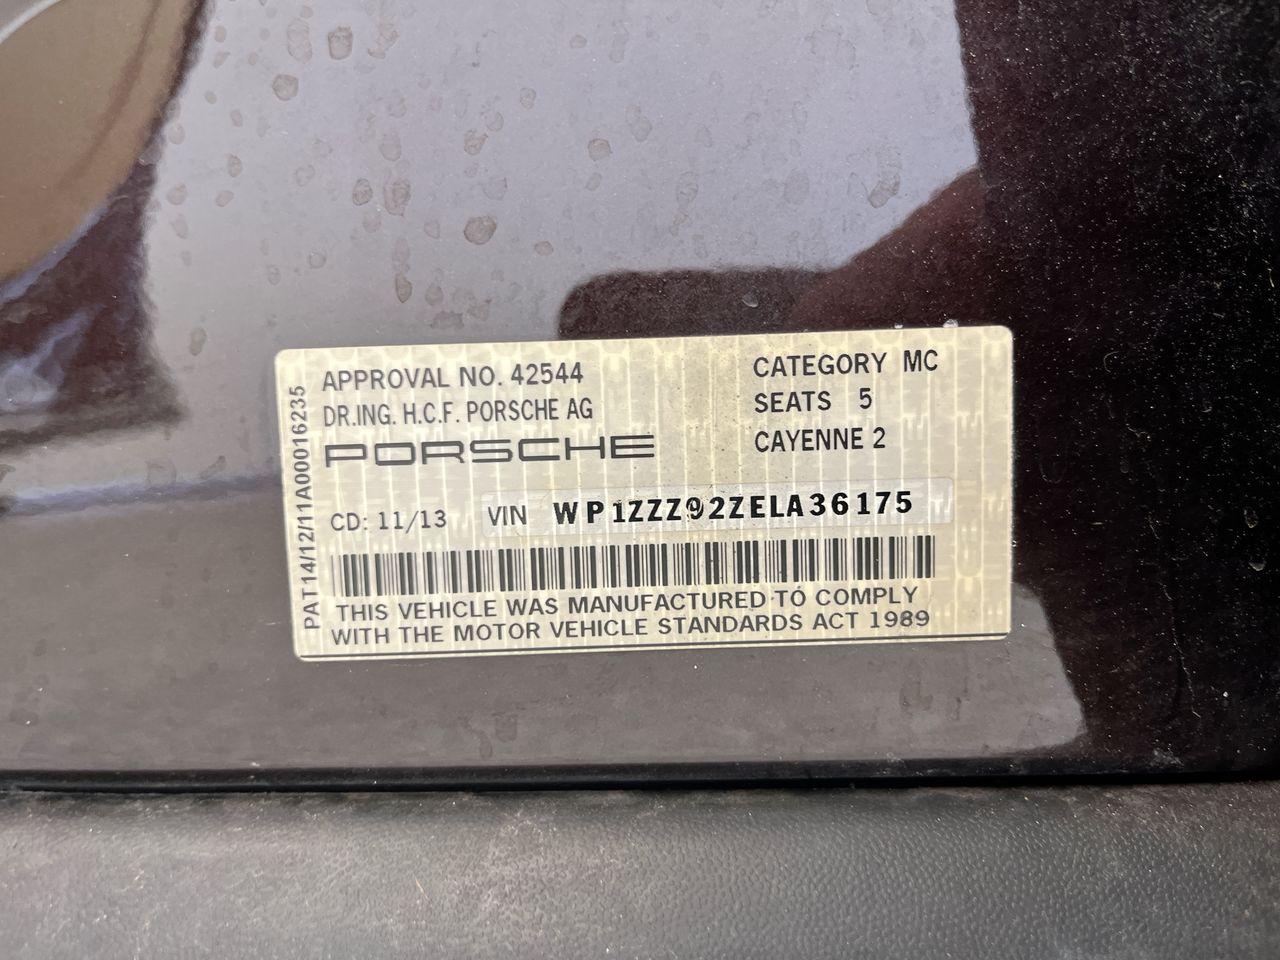 APPROVAL NO. 42544
DR.ING. H.C.F. PORSCHE AG
PORSCHE
CATEGORY MC
SEATS 5
CAYENNE 2
CD: 11/13
VIN WP1ZZZ92ZELA36175
THIS VEHICLE WAS MANUFACTURED TO COMPLY
WITH THE MOTOR VEHICLE STANDARDS ACT 1989
PAT14/12/11A00016235